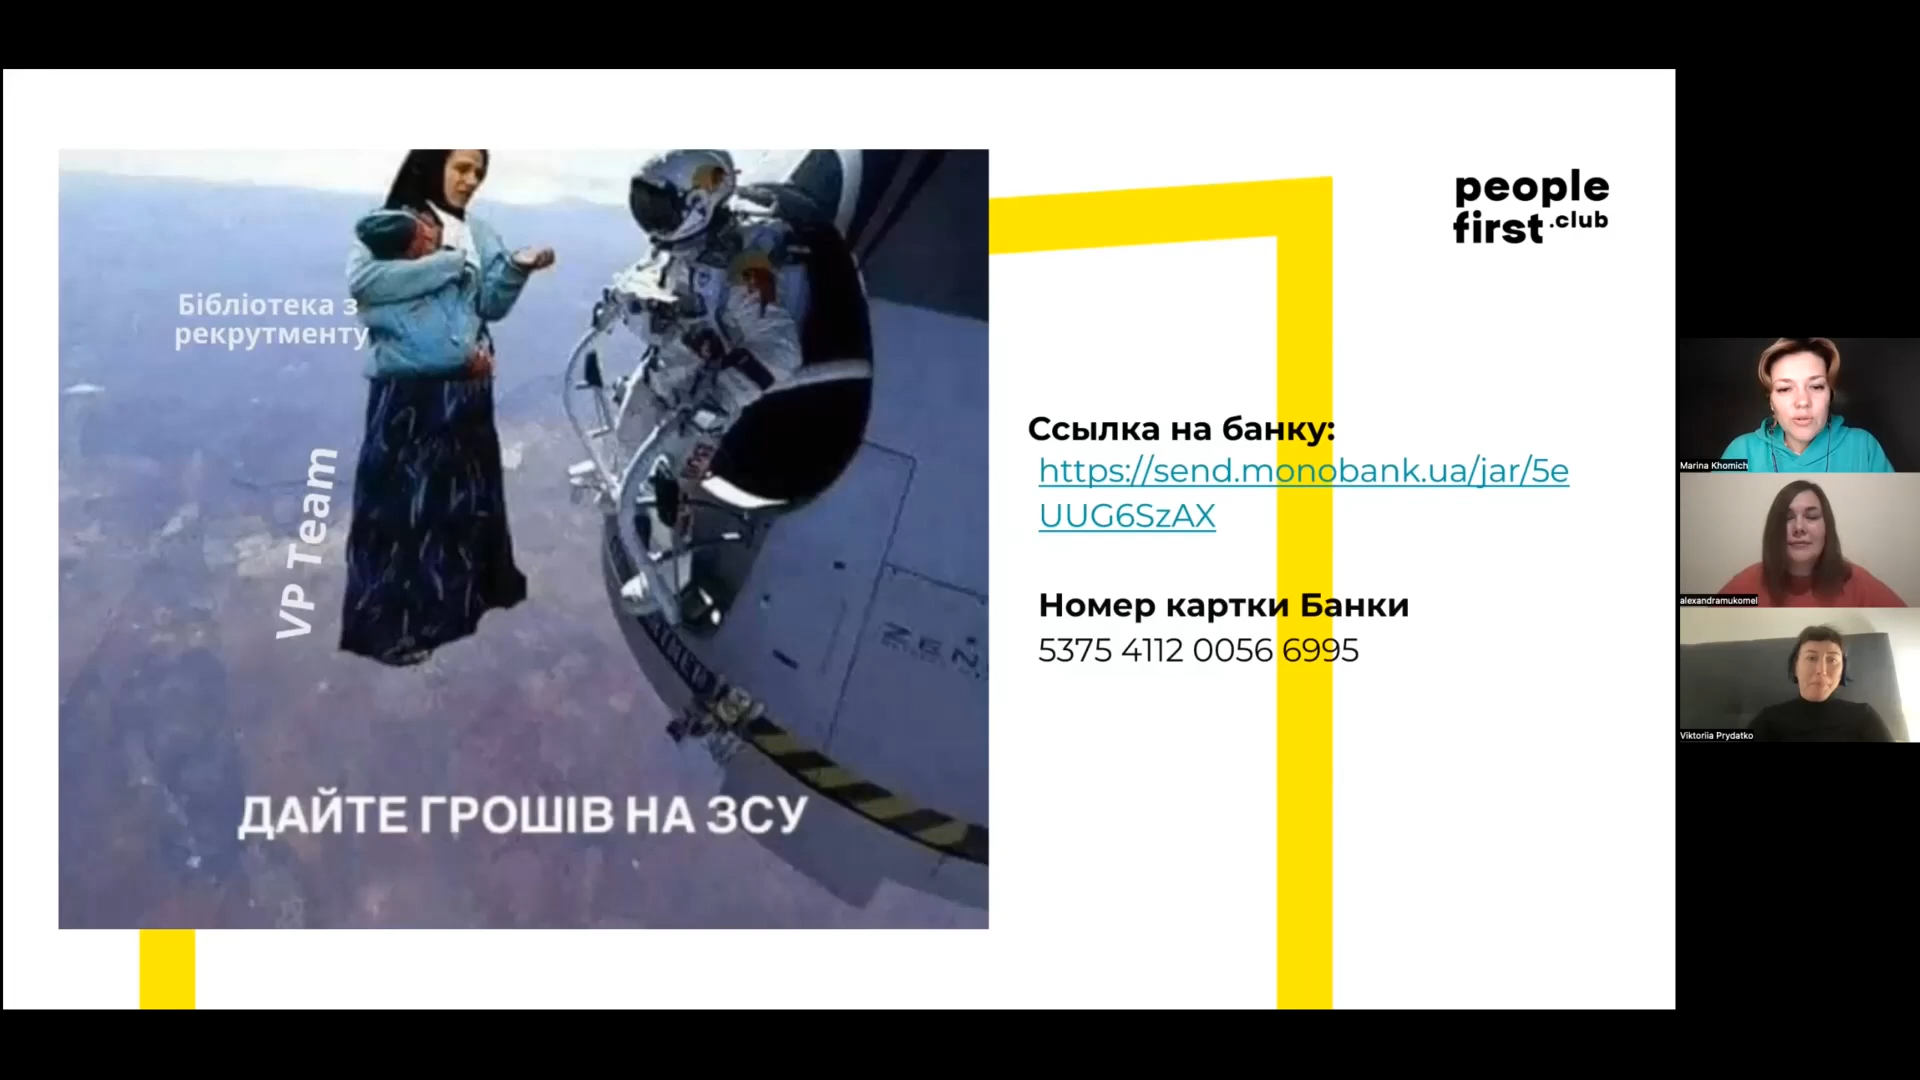 people
first.club
Бібліотека з
рекрутменту
VP Team
ДАЙТЕ ГРОШІВ НА ЗСУ
Ссылка на банку:
https://send.monobank.ua/jar/5e
UUG6SzAX
Номер картки Банки
5375 4112 0056 6995
Marina Khomich
alexandramukomel
Viktoriia Prydatko